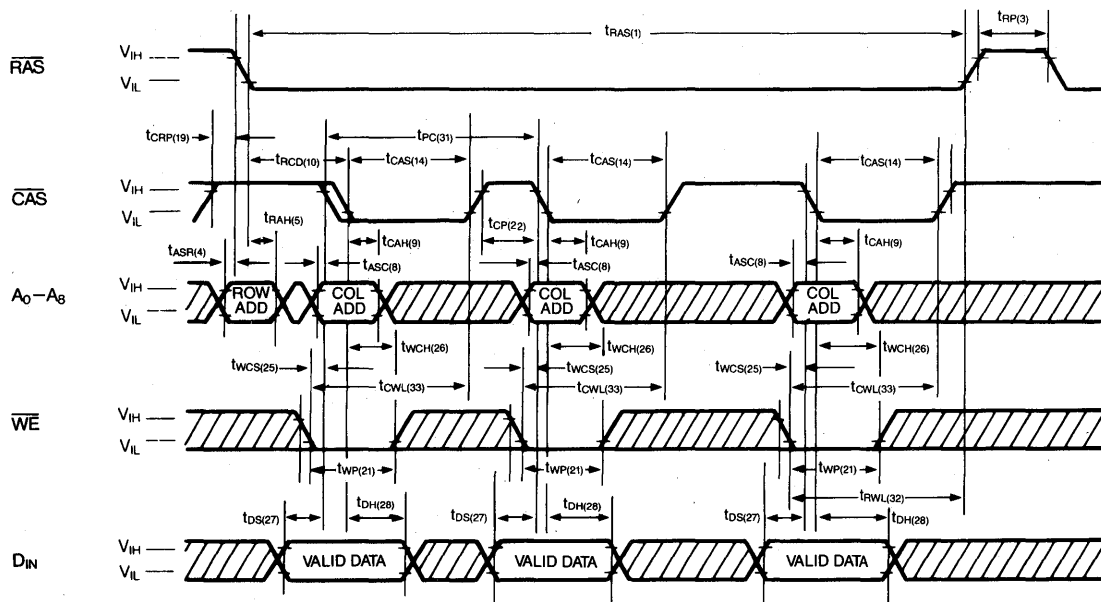 tRAS(1) tRP(3)
RAS VIH
VIL
tCRP(19) tPC(31)
tRCD(10) tCAS(14) tCAS(14) tCAS(14)
CAS VIH
VIL
tRAH(5) tCAH(9) tCP(22) tCAH(9) tCAH(9)
tASR(4) tASC(8) tASC(8) tASC(8)
A0–A8 VIH
VIL
ROW ADD COL ADD COL ADD COL ADD
tWCH(26) tWCH(26) tWCH(26)
tWCS(25) tWCS(25) tWCS(25)
tCWL(33) tCWL(33) tCWL(33)
WE VIH
VIL
tWP(21) tWP(21) tWP(21)
tRWL(32)
tDS(27) tDH(28) tDS(27) tDH(28) tDS(27) tDH(28)
DIN VIH
VIL
VALID DATA VALID DATA VALID DATA